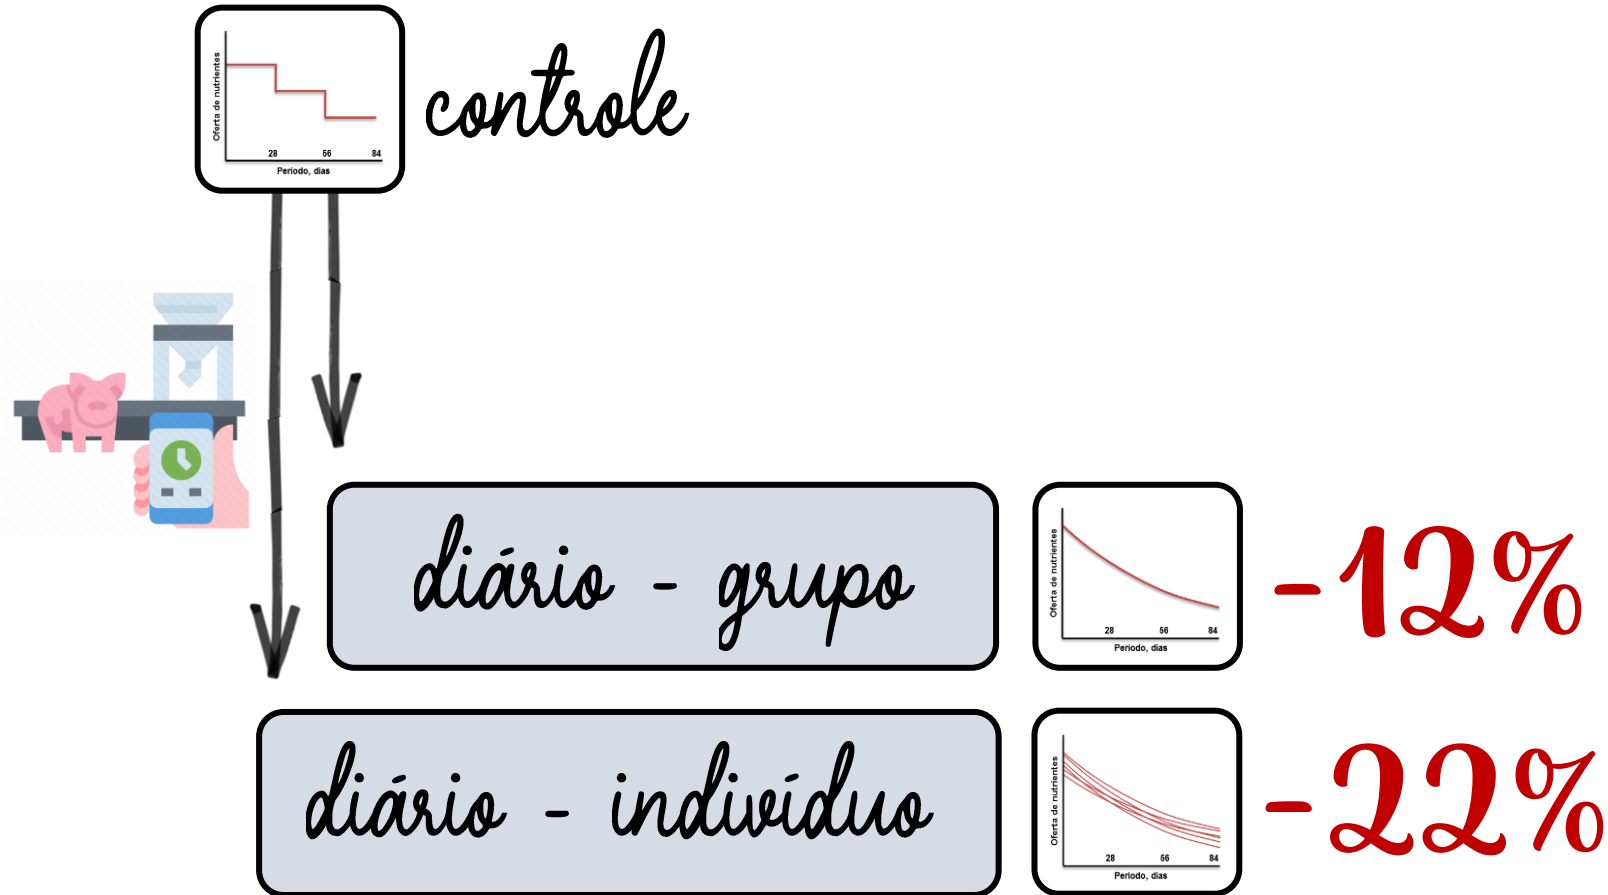 Oferta de nutrientes
28 56 84
Período, dias
controle
diário - grupo
Oferta de nutrientes
28 56 84
Período, dias
-12%
diário - indivíduo
Oferta de nutrientes
28 56 84
Período, dias
-22%